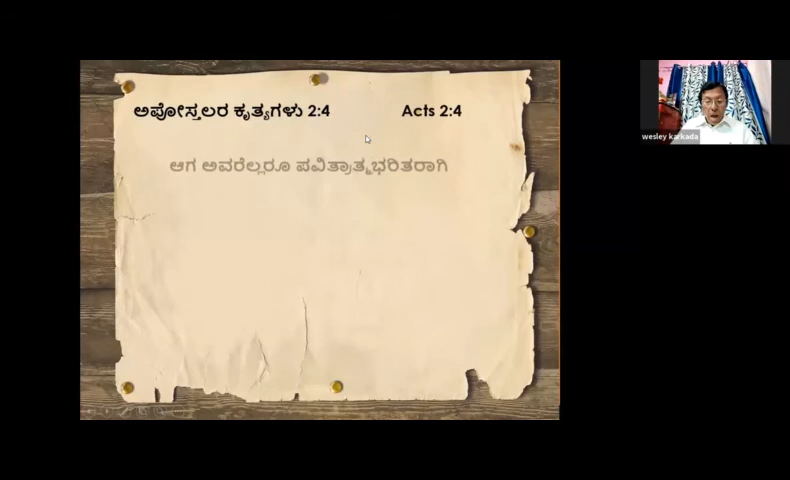 ಅಪೋಸ್ತಲರ ಕೃತ್ಯಗಳು 2:4 Acts 2:4
ಆಗ ಅವರೆಲ್ಲರೂ ಪವಿತ್ರಾತ್ಮಭರಿತರಾಗಿ
wesley karkada